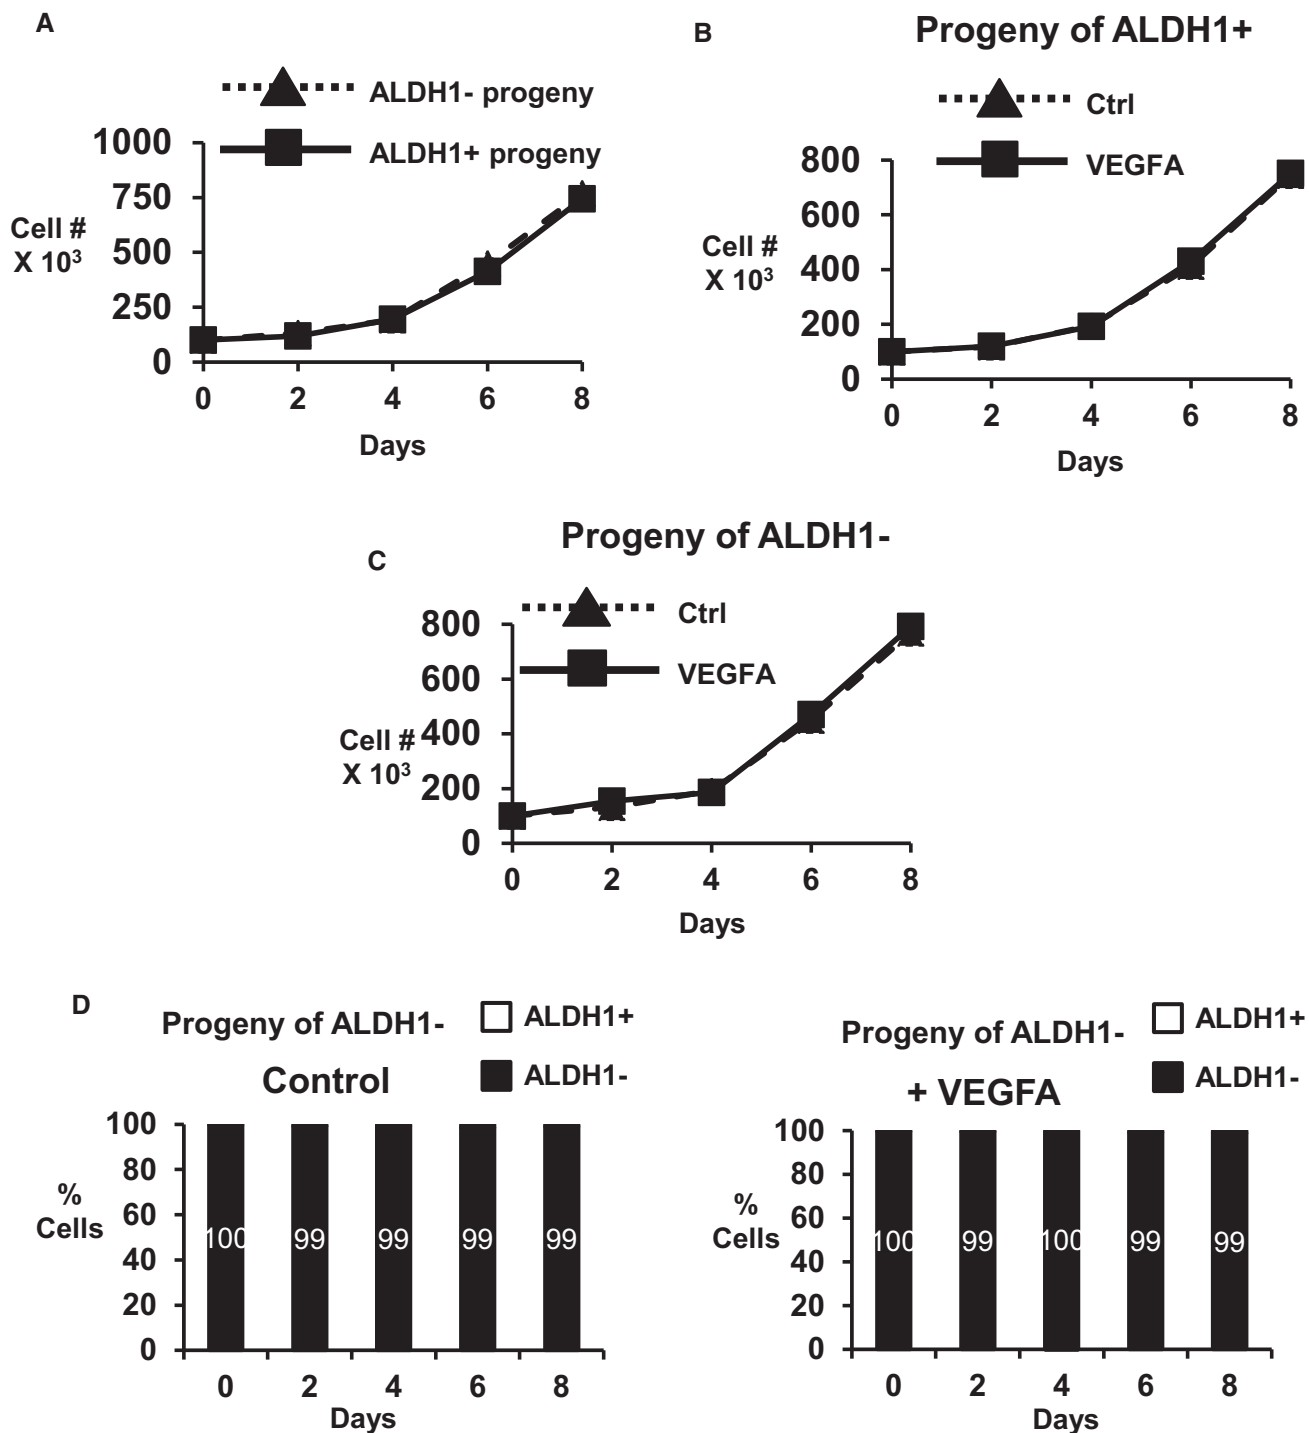 A
ALDH1- progeny
ALDH1+ progeny
1000
750
500
250
0
Cell #
X 10³
0 2 4 6 8
Days
B
Progeny of ALDH1+
Ctrl
VEGFA
800
600
400
200
0
Cell #
X 10³
0 2 4 6 8
Days
C
Progeny of ALDH1-
Ctrl
VEGFA
800
600
400
200
0
Cell #
X 10³
0 2 4 6 8
Days
D
Progeny of ALDH1-
Control
ALDH1+
ALDH1-
100
80
60
40
20
0
%
Cells
100 99 99 99 99
0 2 4 6 8
Days
Progeny of ALDH1-
+ VEGFA
ALDH1+
ALDH1-
100
80
60
40
20
0
%
Cells
100 99 100 99 99
0 2 4 6 8
Days